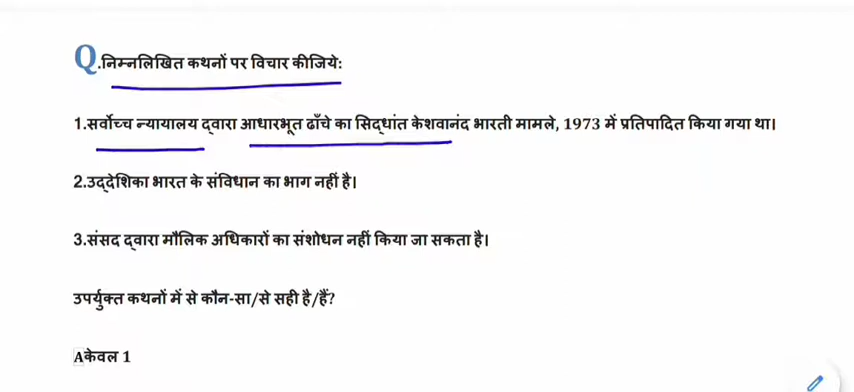 Q.निम्नलिखित कथनों पर विचार कीजिये:
1.सर्वोच्च न्यायालय द्वारा आधारभूत ढाँचे का सिद्धांत केशवानंद भारती मामले, 1973 में प्रतिपादित किया गया था।
2.उद्देशिका भारत के संविधान का भाग नहीं है।
3.संसद द्वारा मौलिक अधिकारों का संशोधन नहीं किया जा सकता है।
उपर्युक्त कथनों में से कौन-सा/से सही है/हैं?
Aकेवल 1